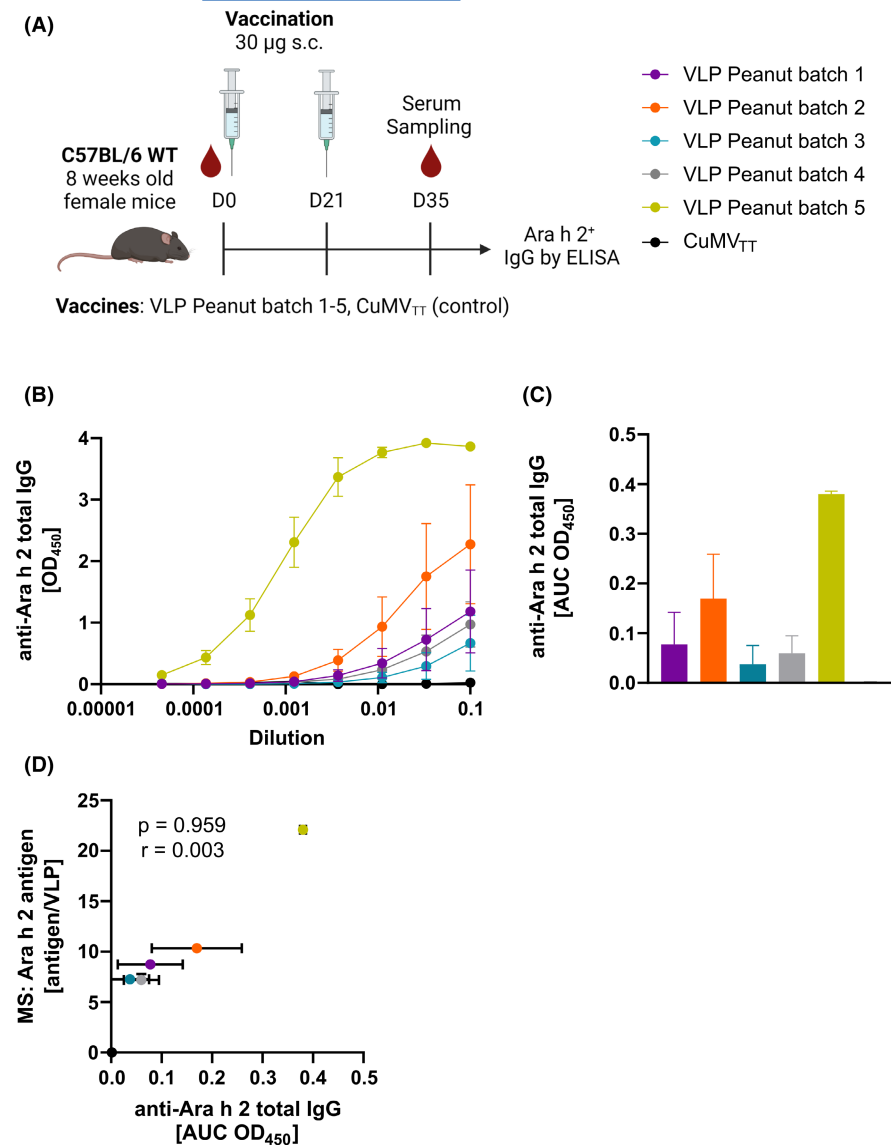 (A)
Vaccination
30 µg s.c.
C57BL/6 WT
8 weeks old
female mice
Serum
Sampling
D0
D21
D35
Ara h 2+
IgG by ELISA
Vaccines: VLP Peanut batch 1-5, CuMVTT (control)
VLP Peanut batch 1
VLP Peanut batch 2
VLP Peanut batch 3
VLP Peanut batch 4
VLP Peanut batch 5
CuMVTT
(B)
anti-Ara h 2 total IgG
[OD450]
4
3
2
1
0
0.00001
0.0001
0.001
0.01
0.1
Dilution
(C)
anti-Ara h 2 total IgG
[AUC OD450]
0.5
0.4
0.3
0.2
0.1
0.0
(D)
MS: Ara h 2 antigen
[antigen/VLP]
25
20
15
10
5
0
p = 0.959
r = 0.003
0.0
0.1
0.2
0.3
0.4
0.5
anti-Ara h 2 total IgG
[AUC OD450]